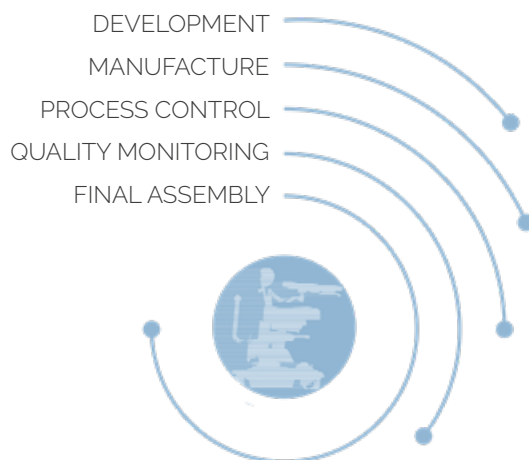 DEVELOPMENT
MANUFACTURE
PROCESS CONTROL
QUALITY MONITORING
FINAL ASSEMBLY